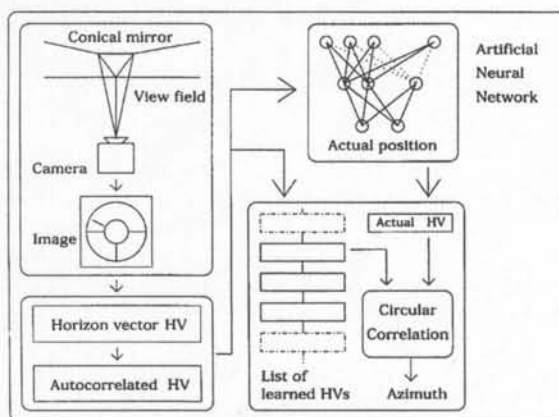 Conical mirror
View field
Camera
Image
Horizon vector HV
Autocorrelated HV
Actual position
Artificial
Neural
Network
Actual HV
Circular
Correlation
List of
learned HVs
Azimuth